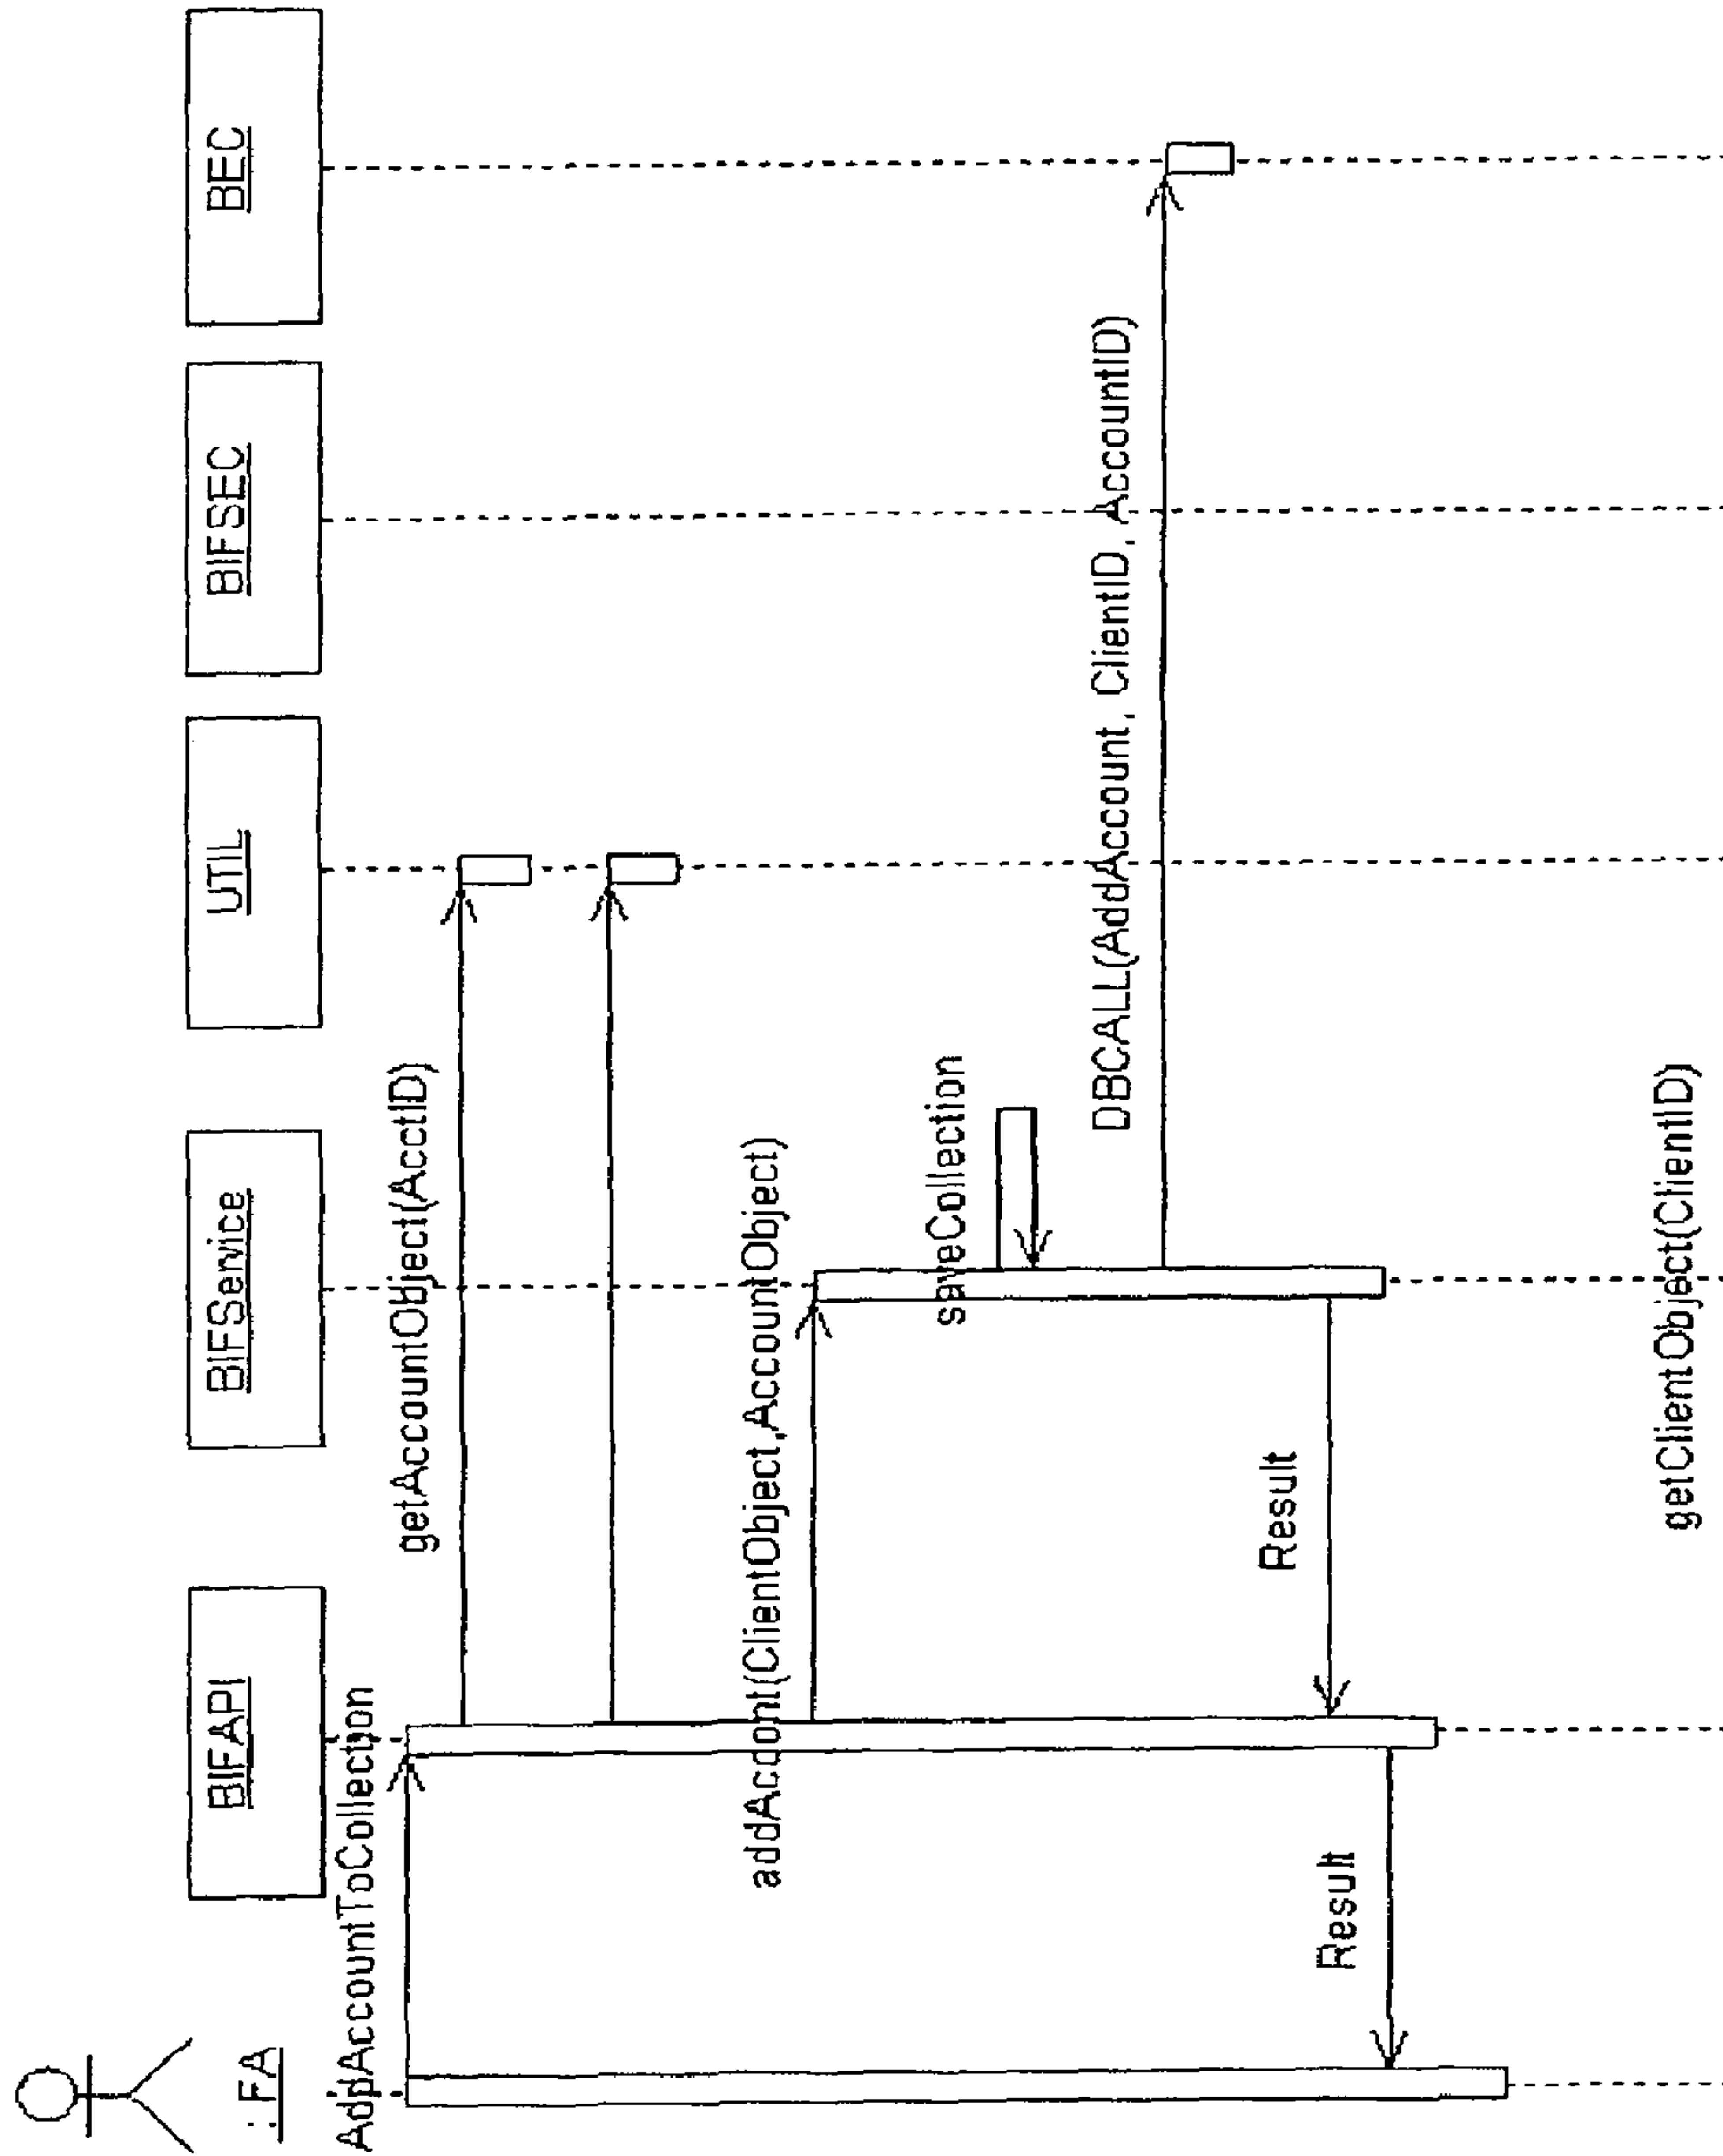 : FA
BIFAPI
BIFService
UTIL
BIFSEC
BEC
AddAccountToCollection
getAccountObject(AcctID)
addAccont(ClientObject,AccountObject)
saveCollection
DBCALL(AddAccount, ClientID, AccountID)
Result
Result
getClientObject(ClientID)